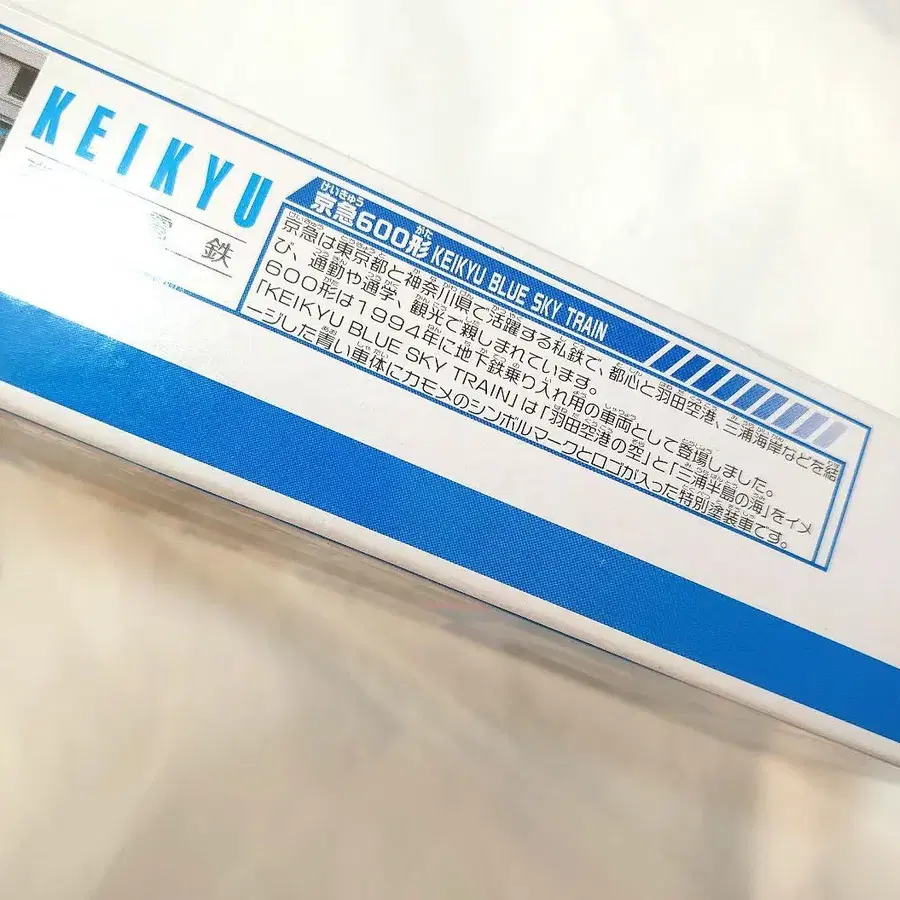 KEIKYU
電鉄
京急600形 KEIKYU BLUE SKY TRAIN
京急は東京都と神奈川県で活躍する私鉄で、都心と羽田空港、三浦海岸などを結
び、通勤や通学、観光で親しまれています。
600形は1994年に地下鉄乗り入れ用の車両として登場しました。
「KEIKYU BLUE SKY TRAIN」は「羽田空港の空」と「三浦半島の海」をイメ
ージした青い車体にカモメのシンボルマークとロゴが入った特別塗装車です。